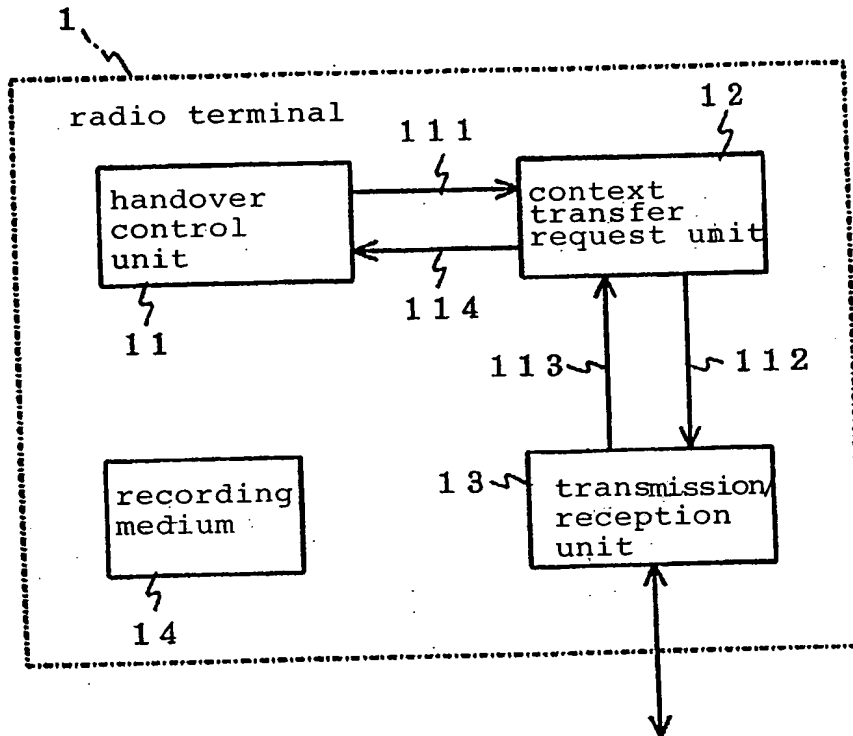 1
radio terminal
12
111
handover
control
unit
context
transfer
request unit
114
11
113
112
recording
medium
13
transmission/
reception
unit
14